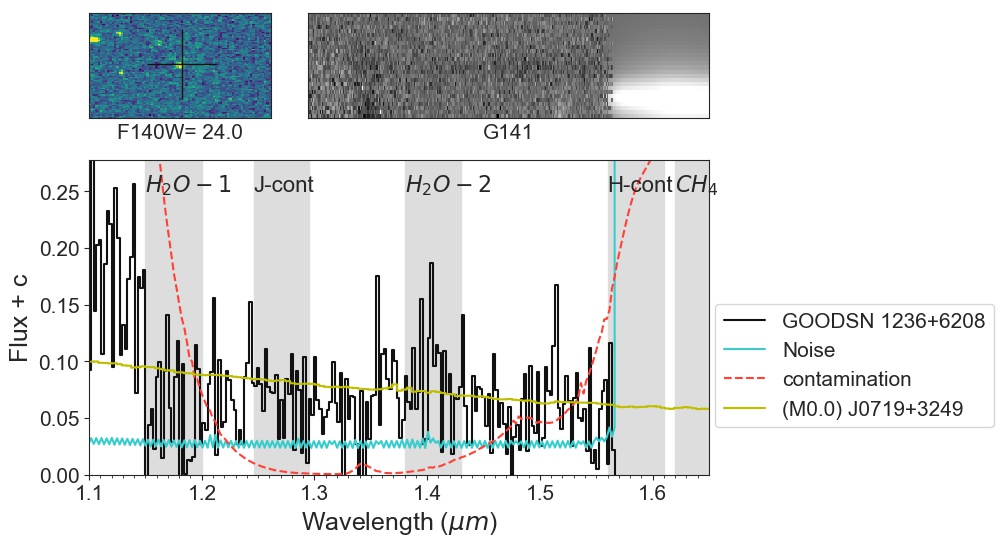 F140W= 24.0
G141
H₂O − 1
J-cont
H₂O − 2
H-cont
CH₄
0.25
0.20
0.15
0.10
0.05
0.00
Flux + c
1.1
1.2
1.3
1.4
1.5
1.6
Wavelength (μm)
GOODSN 1236+6208
Noise
contamination
(M0.0) J0719+3249